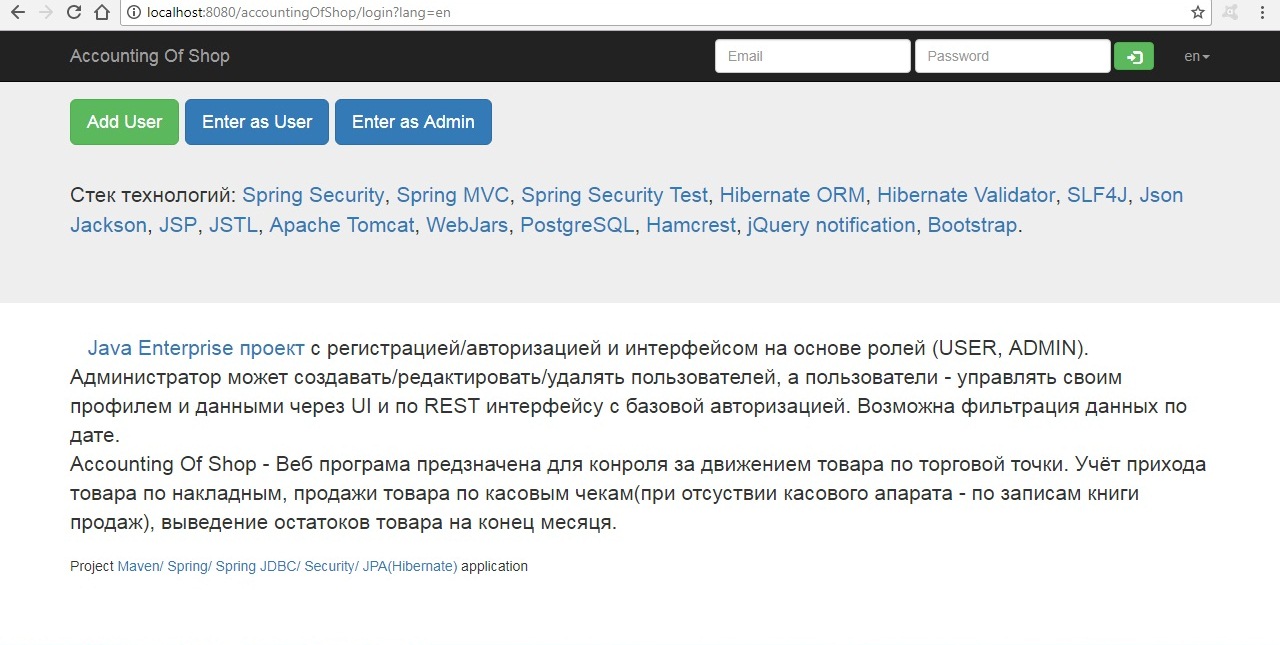 localhost:8080/accountingOfShop/login?lang=en
Accounting Of Shop
Email
Password
en
Add User
Enter as User
Enter as Admin
Стек технологий: Spring Security, Spring MVC, Spring Security Test, Hibernate ORM, Hibernate Validator, SLF4J, Json
Jackson, JSP, JSTL, Apache Tomcat, WebJars, PostgreSQL, Hamcrest, jQuery notification, Bootstrap.
Java Enterprise проект с регистрацией/авторизацией и интерфейсом на основе ролей (USER, ADMIN).
Администратор может создавать/редактировать/удалять пользователей, а пользователи - управлять своим
профилем и данными через UI и по REST интерфейсу с базовой авторизацией. Возможна фильтрация данных по
дате.
Accounting Of Shop - Веб програма предзначена для конроля за движением товара по торговой точки. Учёт прихода
товара по накладным, продажи товара по касовым чекам(при отсуствии касового апарата - по записам книги
продаж), выведение остатоков товара на конец месяця.
Project Maven/ Spring/ Spring JDBC/ Security/ JPA(Hibernate) application